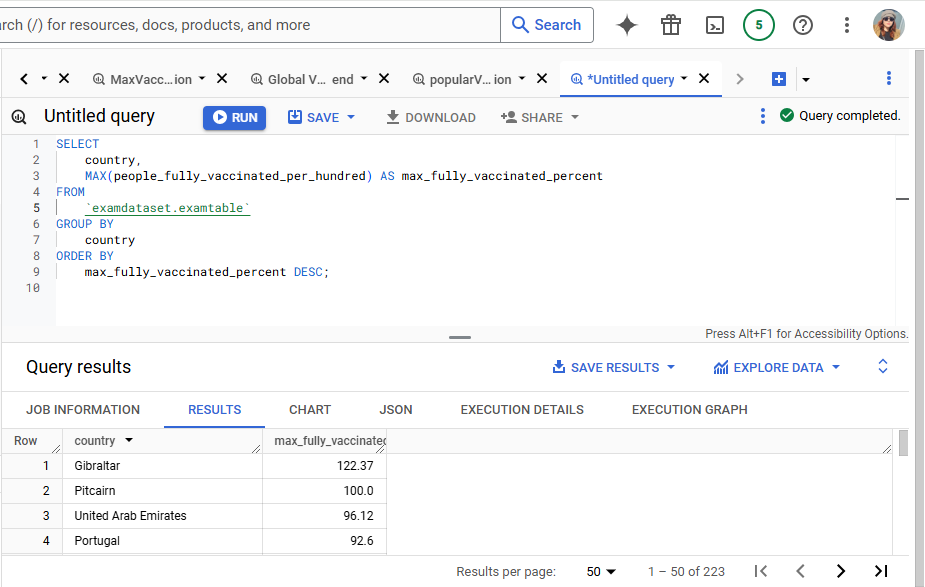 rch (/) for resources, docs, products, and more
Search
5
MaxVacc...ion
Global V... end
popularV... ion
*Untitled query
Untitled query
RUN
SAVE
DOWNLOAD
SHARE
Query completed.
1 SELECT
2 country,
3 MAX(people_fully_vaccinated_per_hundred) AS max_fully_vaccinated_percent
4 FROM
5 `examdataset.examtable`
6 GROUP BY
7 country
8 ORDER BY
9 max_fully_vaccinated_percent DESC;
10
Press Alt+F1 for Accessibility Options.
Query results
SAVE RESULTS
EXPLORE DATA
JOB INFORMATION
RESULTS
CHART
JSON
EXECUTION DETAILS
EXECUTION GRAPH
Row country max_fully_vaccinated
1 Gibraltar 122.37
2 Pitcairn 100.0
3 United Arab Emirates 96.12
4 Portugal 92.6
Results per page: 50 1 – 50 of 223